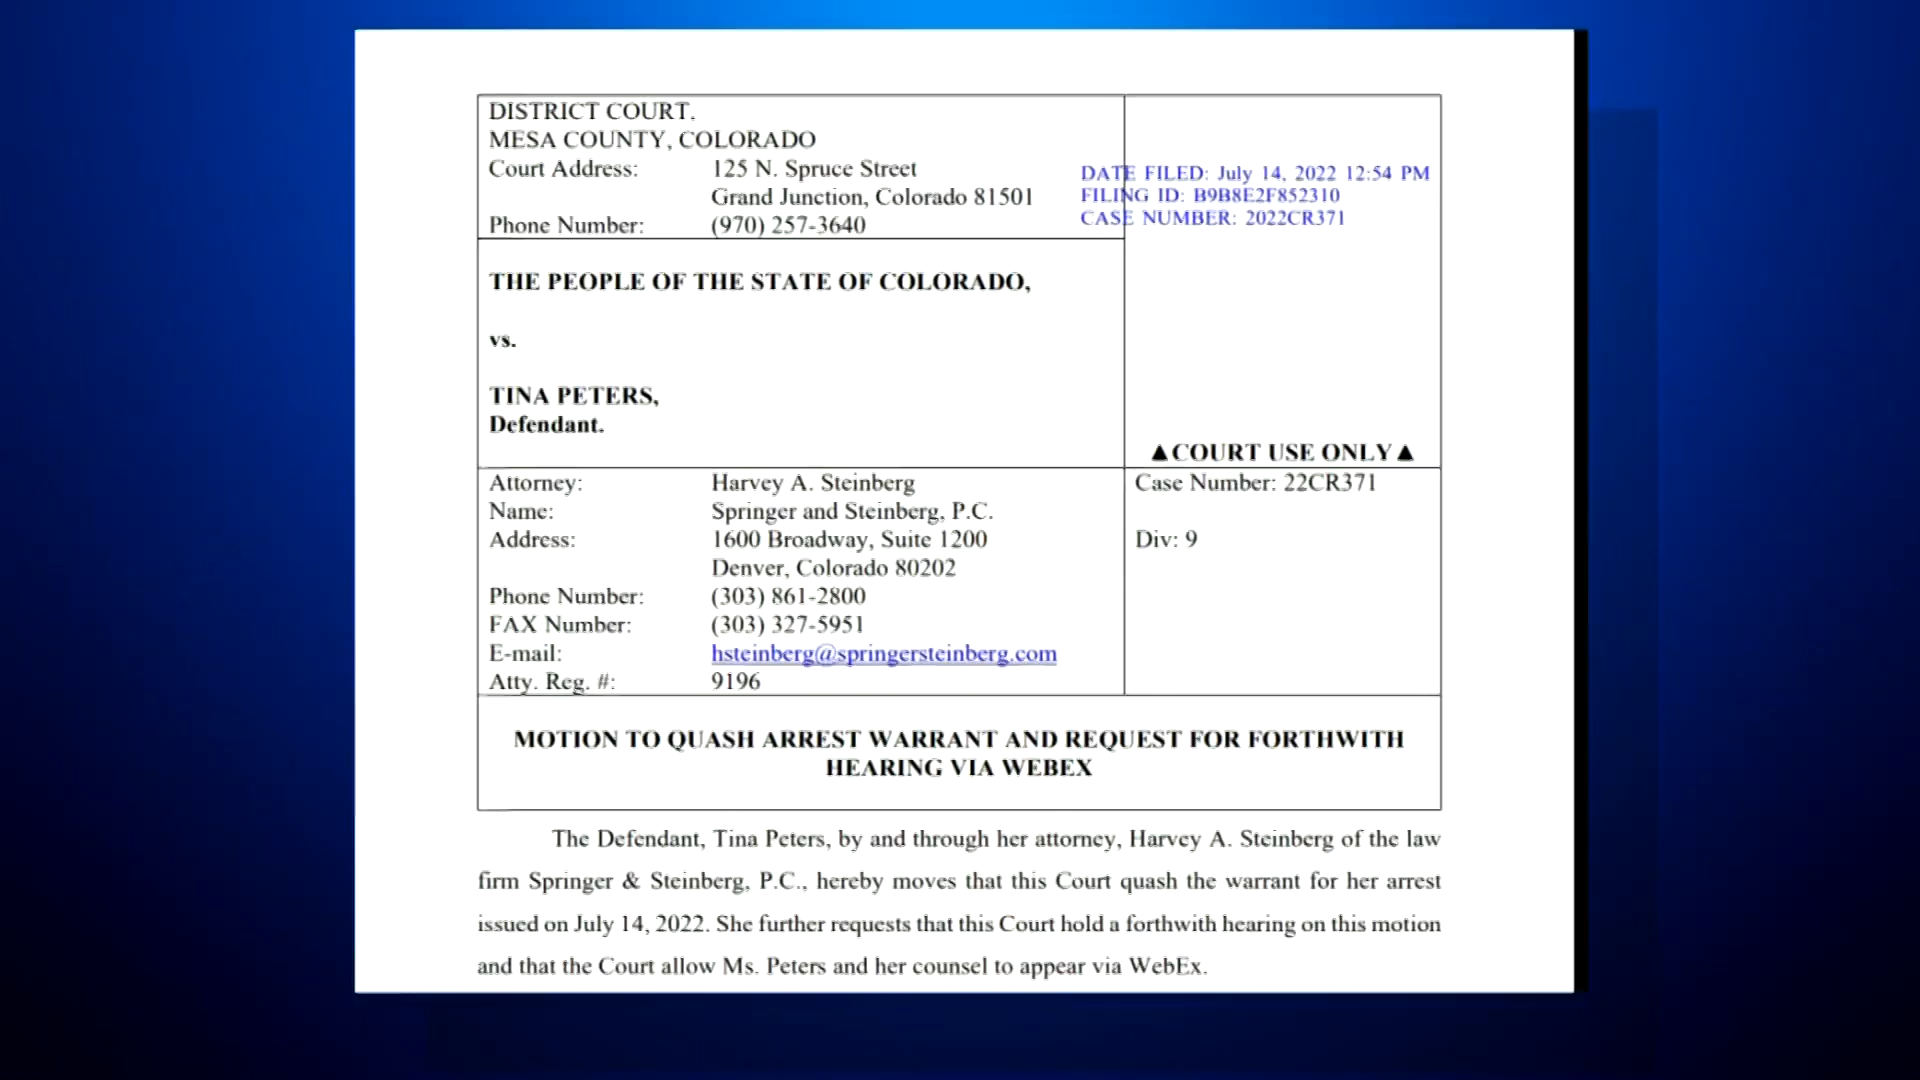 DISTRICT COURT,
MESA COUNTY, COLORADO
Court Address: 125 N. Spruce Street
Grand Junction, Colorado 81501
Phone Number: (970) 257-3640
DATE FILED: July 14, 2022 12:54 PM
FILING ID: B9B8E2F852310
CASE NUMBER: 2022CR371
THE PEOPLE OF THE STATE OF COLORADO,
vs.
TINA PETERS,
Defendant.
▲COURT USE ONLY▲
Attorney: Harvey A. Steinberg
Name: Springer and Steinberg, P.C.
Address: 1600 Broadway, Suite 1200
Denver, Colorado 80202
Phone Number: (303) 861-2800
FAX Number: (303) 327-5951
E-mail: hsteinberg@springersteinberg.com
Atty. Reg. #: 9196
Case Number: 22CR371
Div: 9
MOTION TO QUASH ARREST WARRANT AND REQUEST FOR FORTHWITH
HEARING VIA WEBEX
The Defendant, Tina Peters, by and through her attorney, Harvey A. Steinberg of the law
firm Springer & Steinberg, P.C., hereby moves that this Court quash the warrant for her arrest
issued on July 14, 2022. She further requests that this Court hold a forthwith hearing on this motion
and that the Court allow Ms. Peters and her counsel to appear via WebEx.